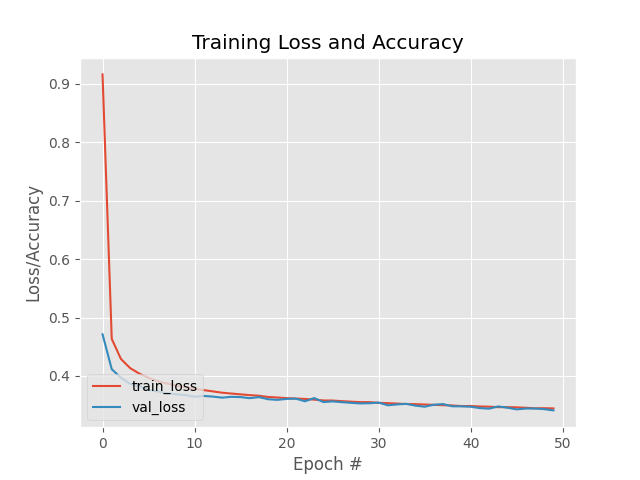 Training Loss and Accuracy
0.9
0.8
0.7
0.6
0.5
0.4
Loss/Accuracy
train_loss
val_loss
0 10 20 30 40 50
Epoch #